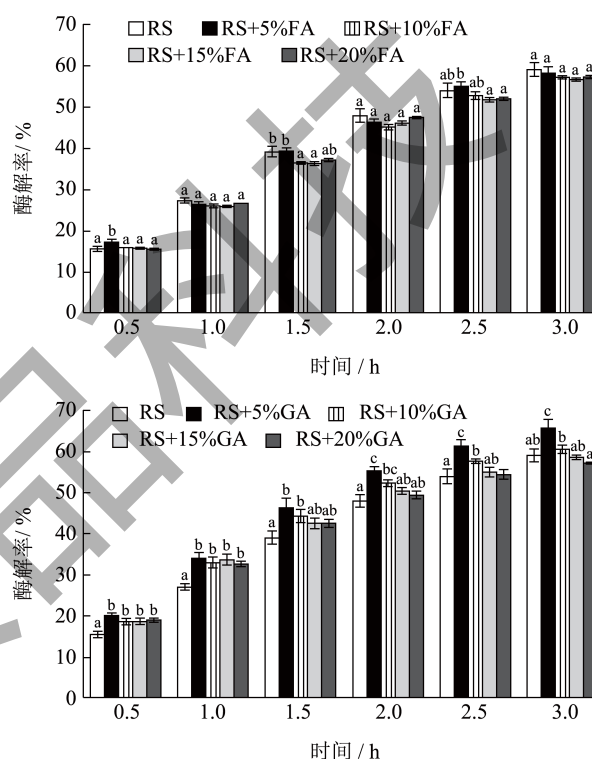 70
60
50
40
30
20
10
0
酶解率/ %
RS RS+5%FA RS+10%FA
RS+15%FA RS+20%FA
a b a a a
a a a a a
b b a a ab
a a a a a
ab b ab a a
a a a a a
0.5 1.0 1.5 2.0 2.5 3.0
时间 / h
70
60
50
40
30
20
10
0
酶解率/ %
RS RS+5%GA RS+10%GA
RS+15%GA RS+20%GA
a b b b b
a b b b b
a b b ab ab
a c bc ab ab
a c b ab a
ab c b ab a
0.5 1.0 1.5 2.0 2.5 3.0
时间 / h